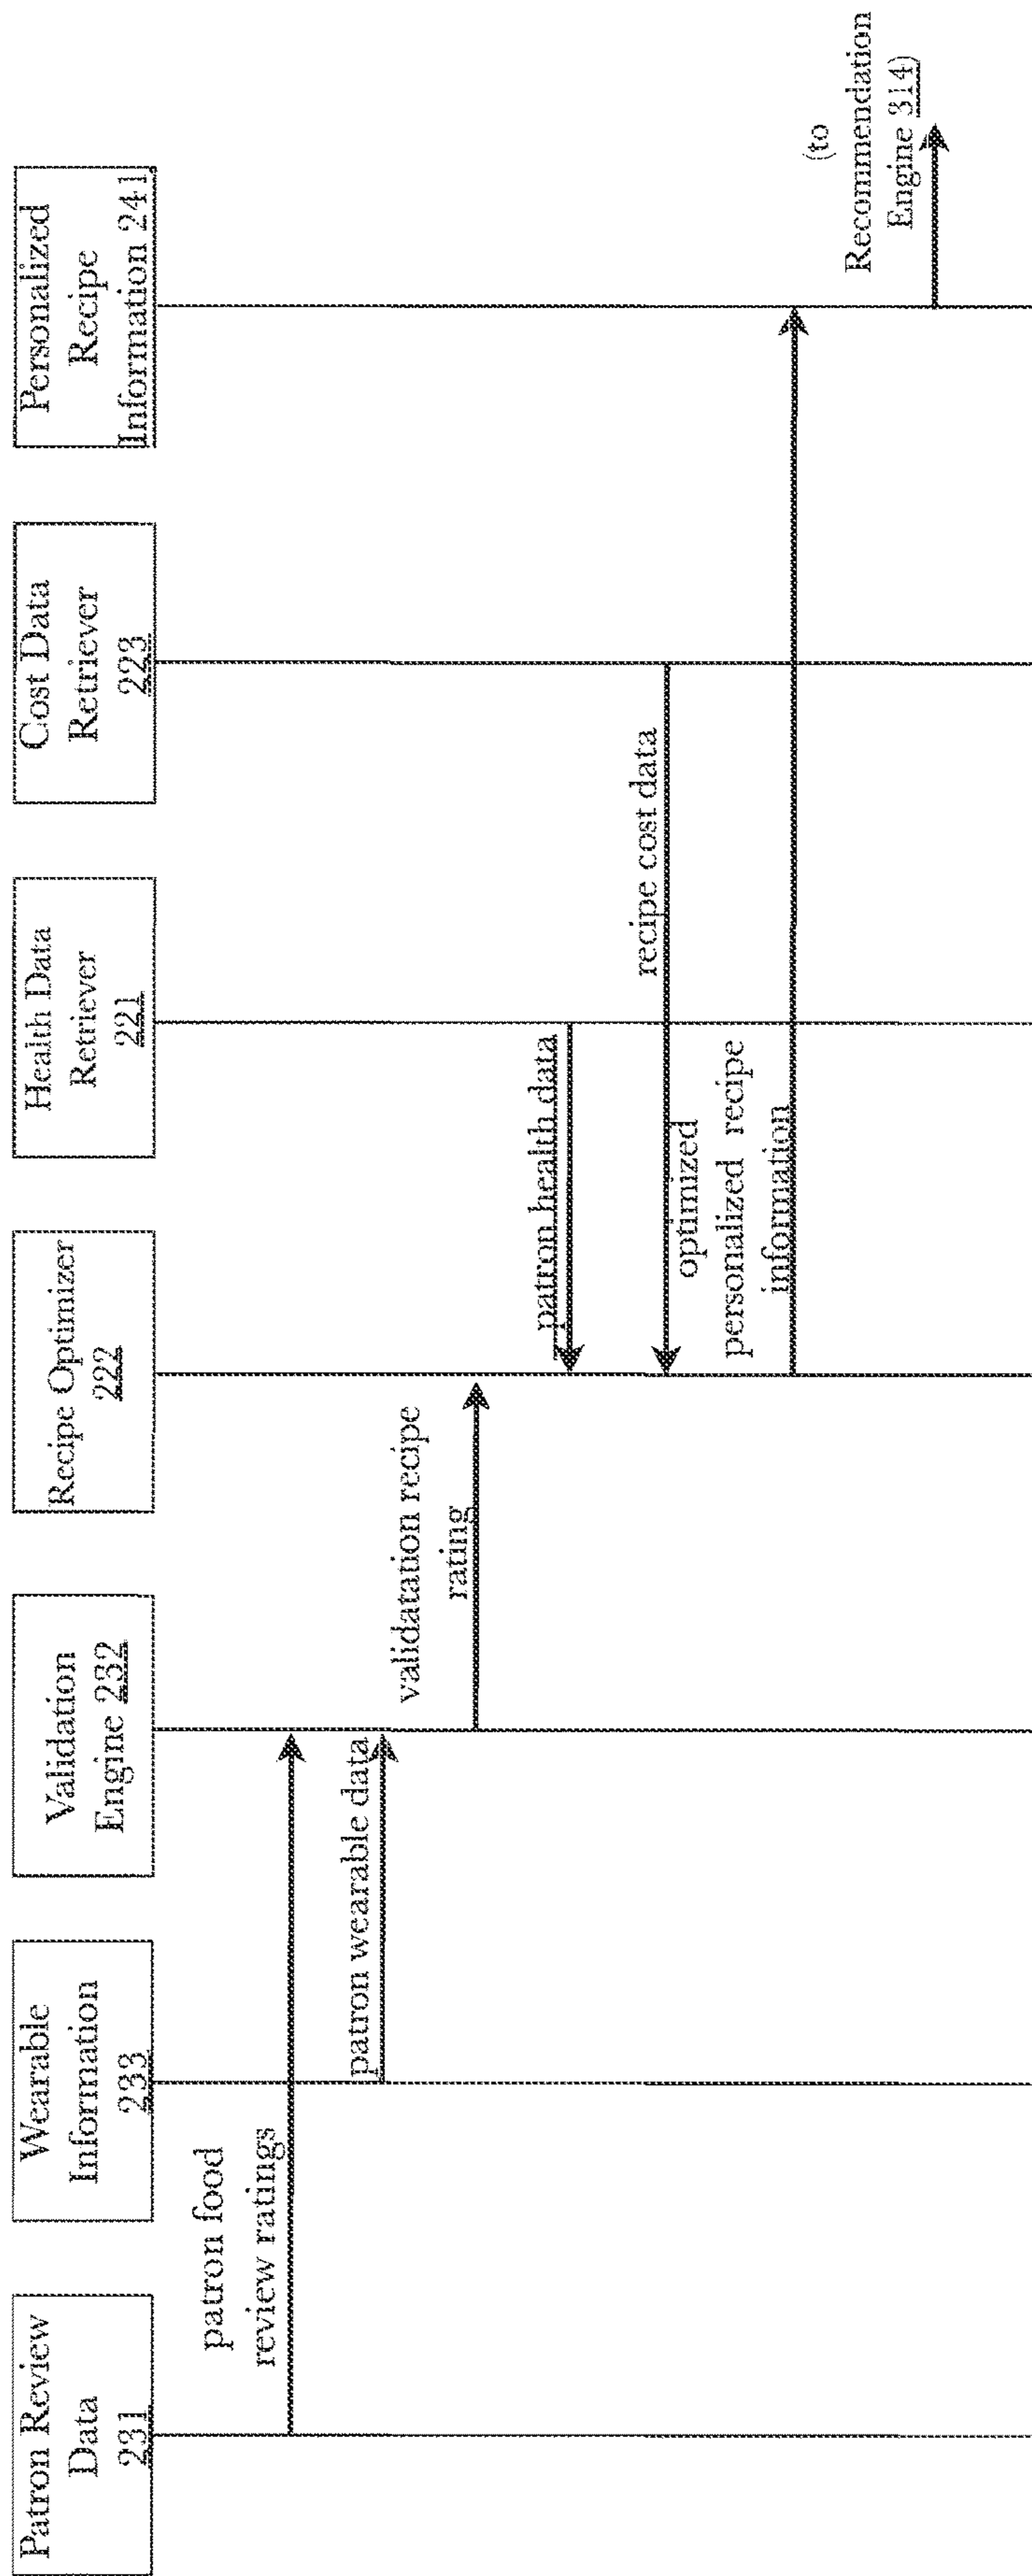 Patron Review
Data
231
Wearable
Information
233
Validation
Engine 232
Recipe Optimizer
222
Health Data
Retriever
221
Cost Data
Retriever
223
Personalized
Recipe
Information 241
patron food
review ratings
patron wearable data
validatation recipe
rating
patron health data
recipe cost data
optimized
personalized recipe
information
(to
Recommendation
Engine 314)